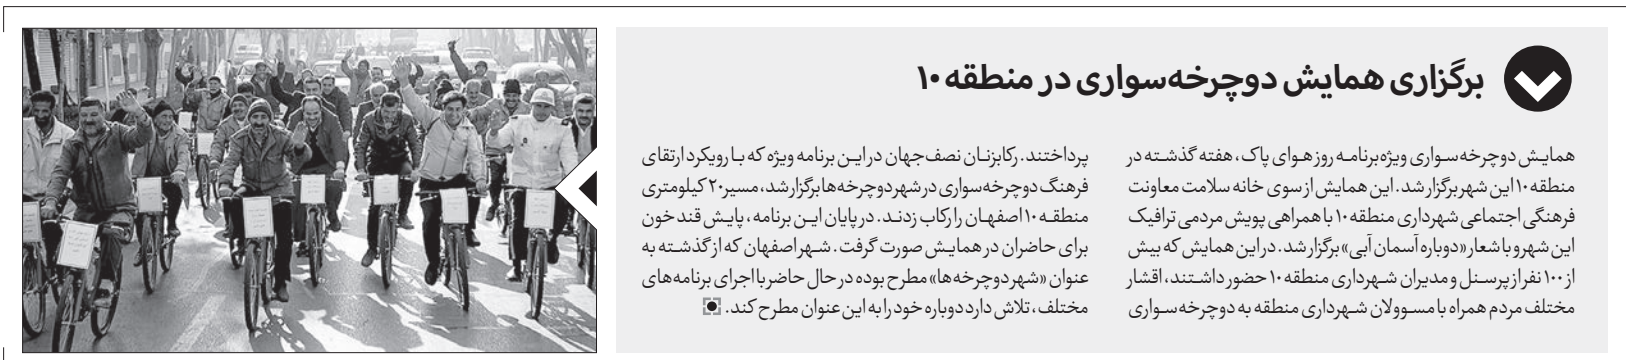 برگزاری همایش دوچرخه‌سواری در منطقه ۱۰
همایش دوچرخه‌سواری ویژه‌برنامه روز هوای پاک، هفته گذشته در
منطقه ۱۰ این شهر برگزار شد. این همایش از سوی خانه سلامت معاونت
فرهنگی اجتماعی شهرداری منطقه ۱۰ با همراهی پویش مردمی ترافیک
این شهر و با شعار «دوباره آسمان آبی» برگزار شد. در این همایش که بیش
از ۱۰۰ نفر از پرسنل و مدیران شهرداری منطقه ۱۰ حضور داشتند، اقشار
مختلف مردم همراه با مسوولان شهرداری منطقه به دوچرخه‌سواری
پرداختند. رکابزنان نصف‌جهان در این برنامه ویژه که با رویکرد ارتقای
فرهنگ دوچرخه‌سواری در شهر دوچرخه‌ها برگزار شد، مسیر ۲۰ کیلومتری
منطقه ۱۰ اصفهان را رکاب زدند. در پایان این برنامه، پایش قند خون
برای حاضران در همایش صورت گرفت. شهر اصفهان که از گذشته به
عنوان «شهر دوچرخه‌ها» مطرح بوده در حال حاضر با اجرای برنامه‌های
مختلف، تلاش دارد دوباره خود را به این عنوان مطرح کند.